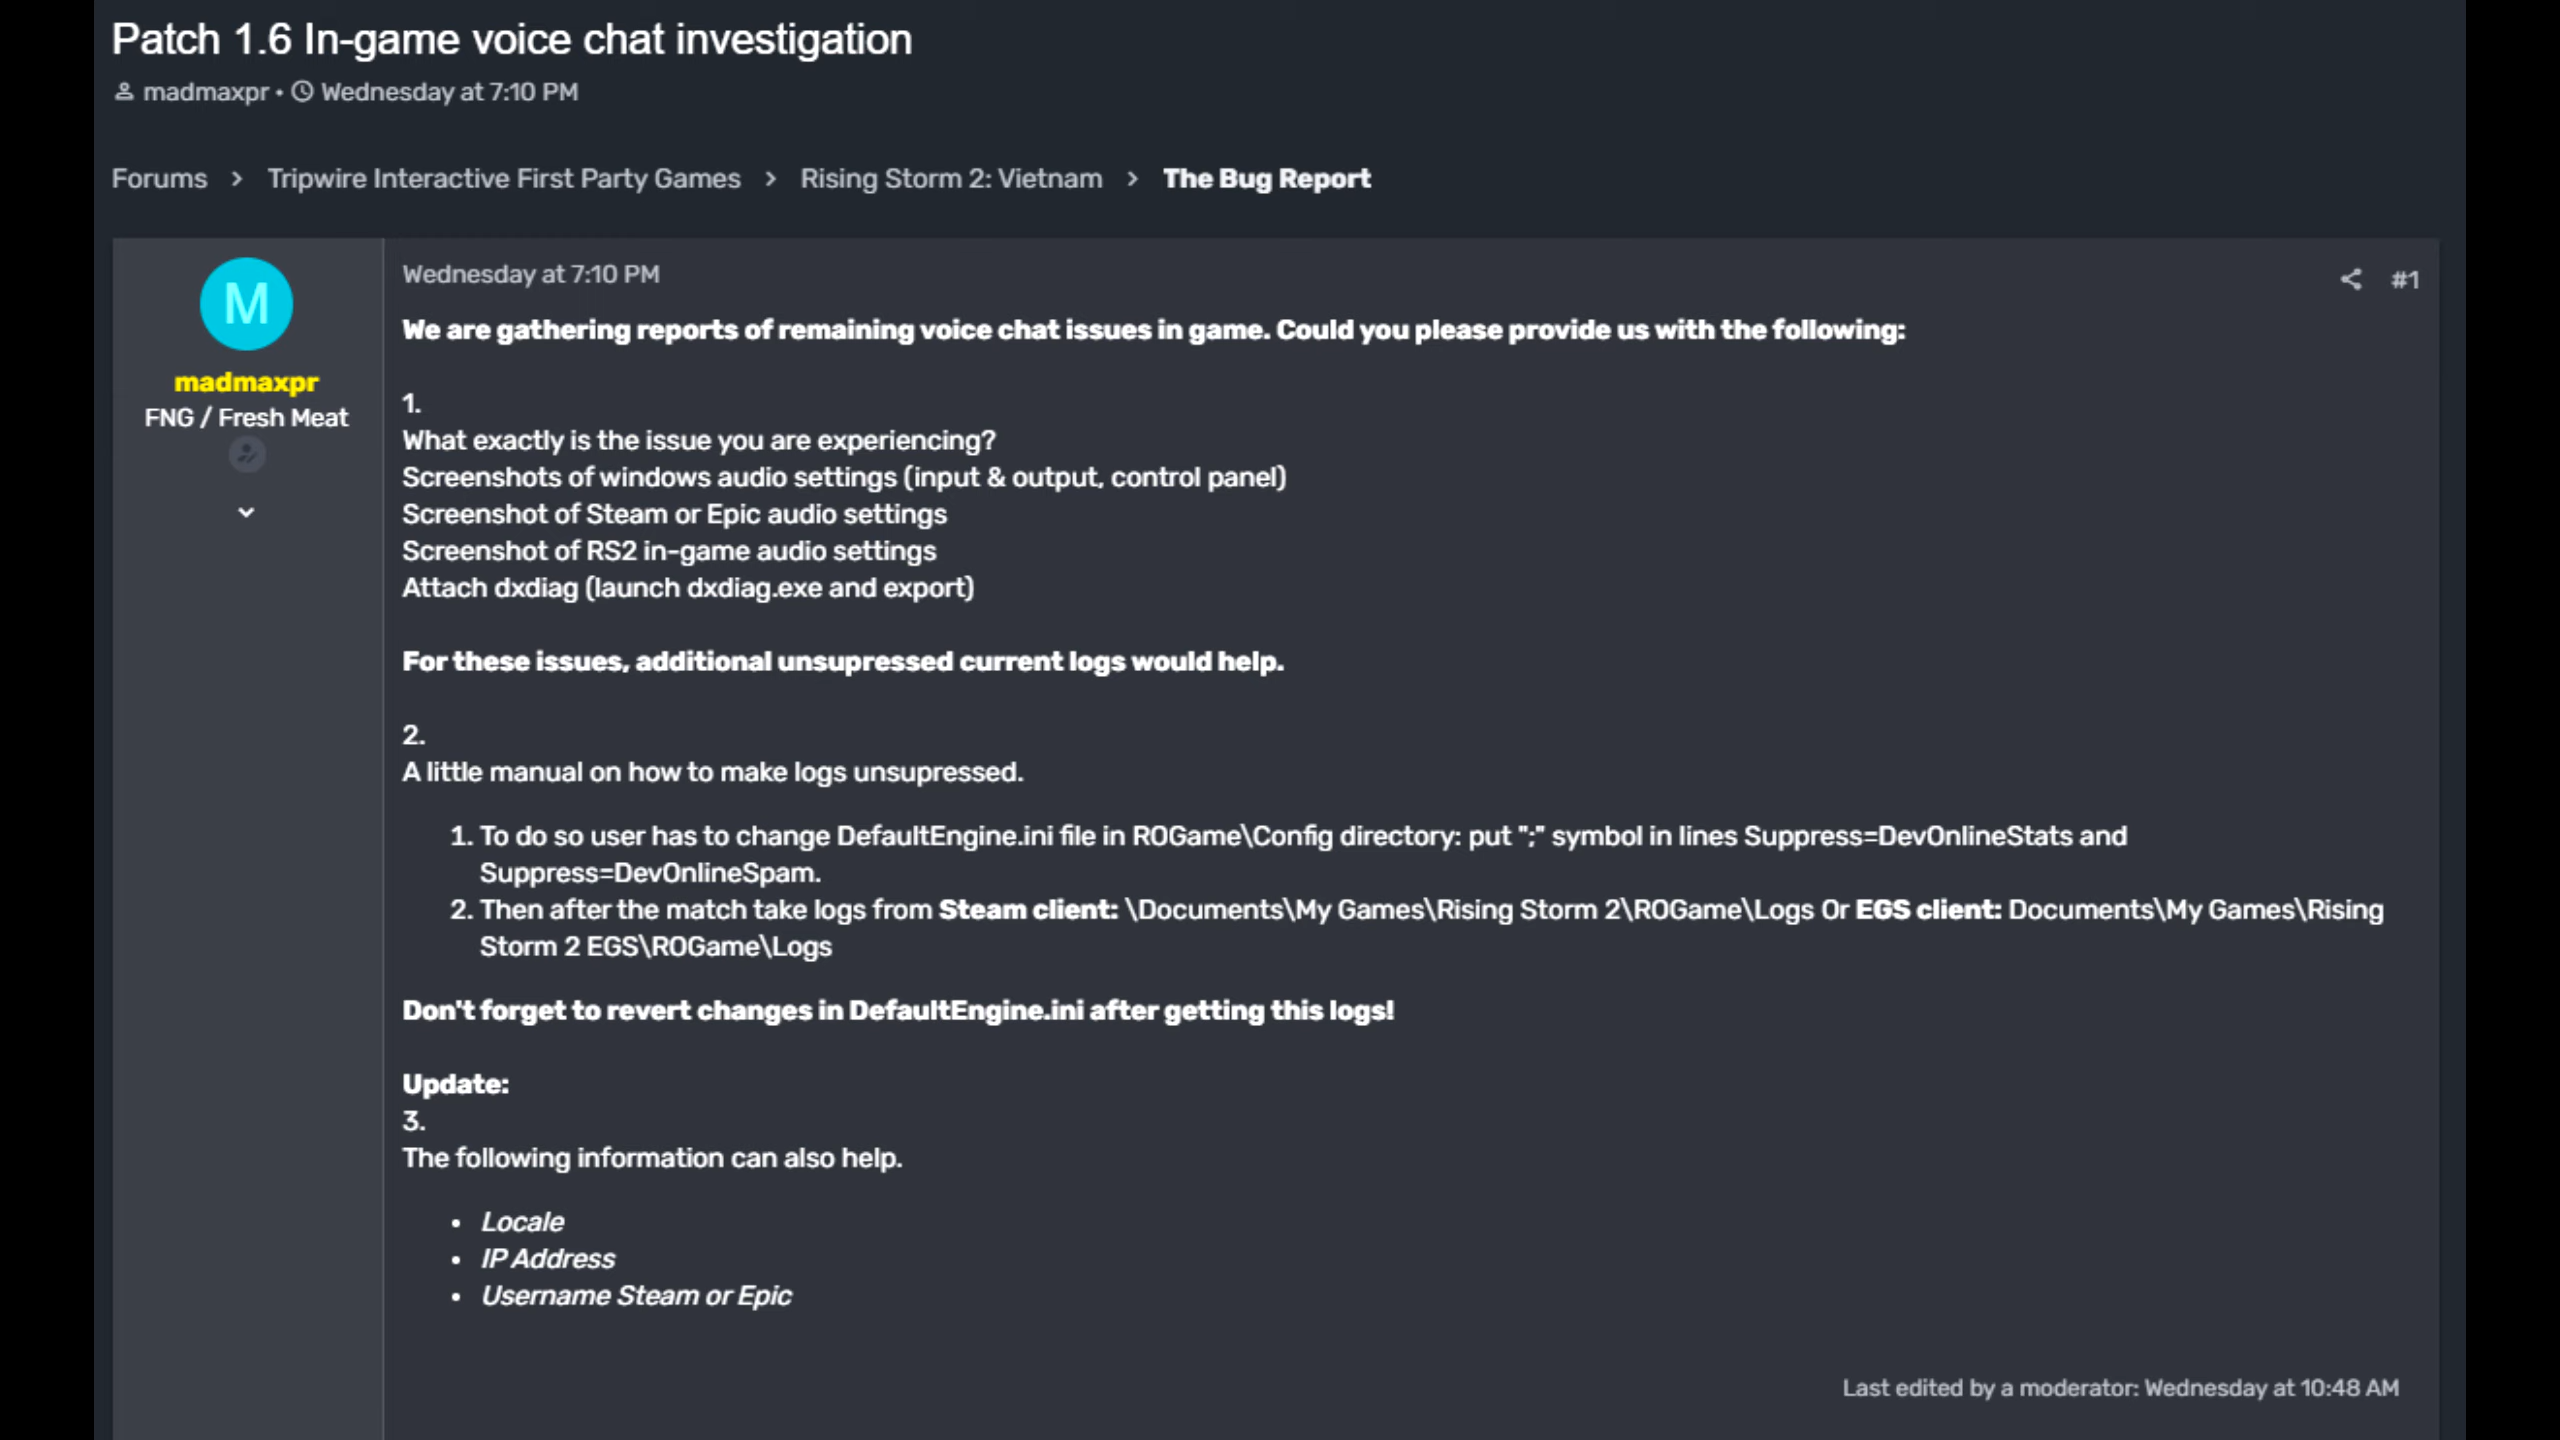 Patch 1.6 In-game voice chat investigation
madmaxpr • Wednesday at 7:10 PM
Forums > Tripwire Interactive First Party Games > Rising Storm 2: Vietnam > The Bug Report
M
madmaxpr
FNG / Fresh Meat
Wednesday at 7:10 PM
#1
We are gathering reports of remaining voice chat issues in game. Could you please provide us with the following:
1.
What exactly is the issue you are experiencing?
Screenshots of windows audio settings (input & output, control panel)
Screenshot of Steam or Epic audio settings
Screenshot of RS2 in-game audio settings
Attach dxdiag (launch dxdiag.exe and export)
For these issues, additional unsupressed current logs would help.
2.
A little manual on how to make logs unsupressed.
1. To do so user has to change DefaultEngine.ini file in ROGame\Config directory: put ";" symbol in lines Suppress=DevOnlineStats and
Suppress=DevOnlineSpam.
2. Then after the match take logs from Steam client: \Documents\My Games\Rising Storm 2\ROGame\Logs Or EGS client: Documents\My Games\Rising
Storm 2 EGS\ROGame\Logs
Don't forget to revert changes in DefaultEngine.ini after getting this logs!
Update:
3.
The following information can also help.
• Locale
• IP Address
• Username Steam or Epic
Last edited by a moderator: Wednesday at 10:48 AM